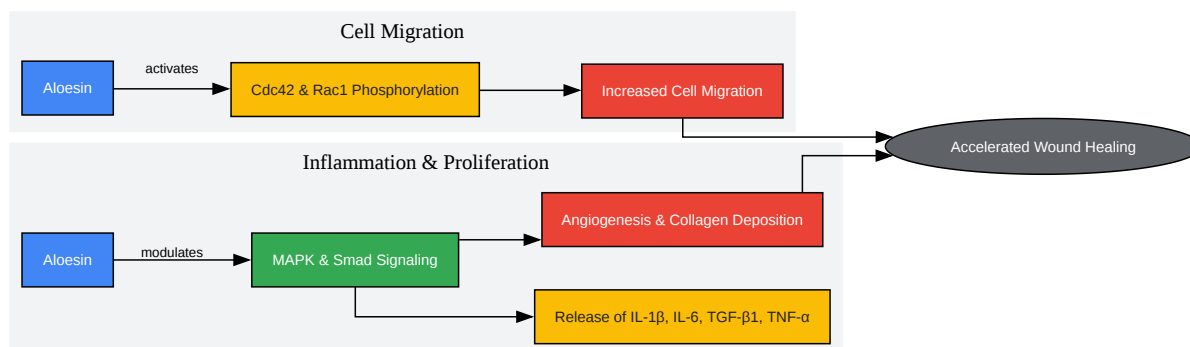 Cell Migration
Aloesin
activates
Cdc42 & Rac1 Phosphorylation
Increased Cell Migration
Accelerated Wound Healing
Inflammation & Proliferation
Aloesin
modulates
MAPK & Smad Signaling
Angiogenesis & Collagen Deposition
Release of IL-1β, IL-6, TGF-β1, TNF-α